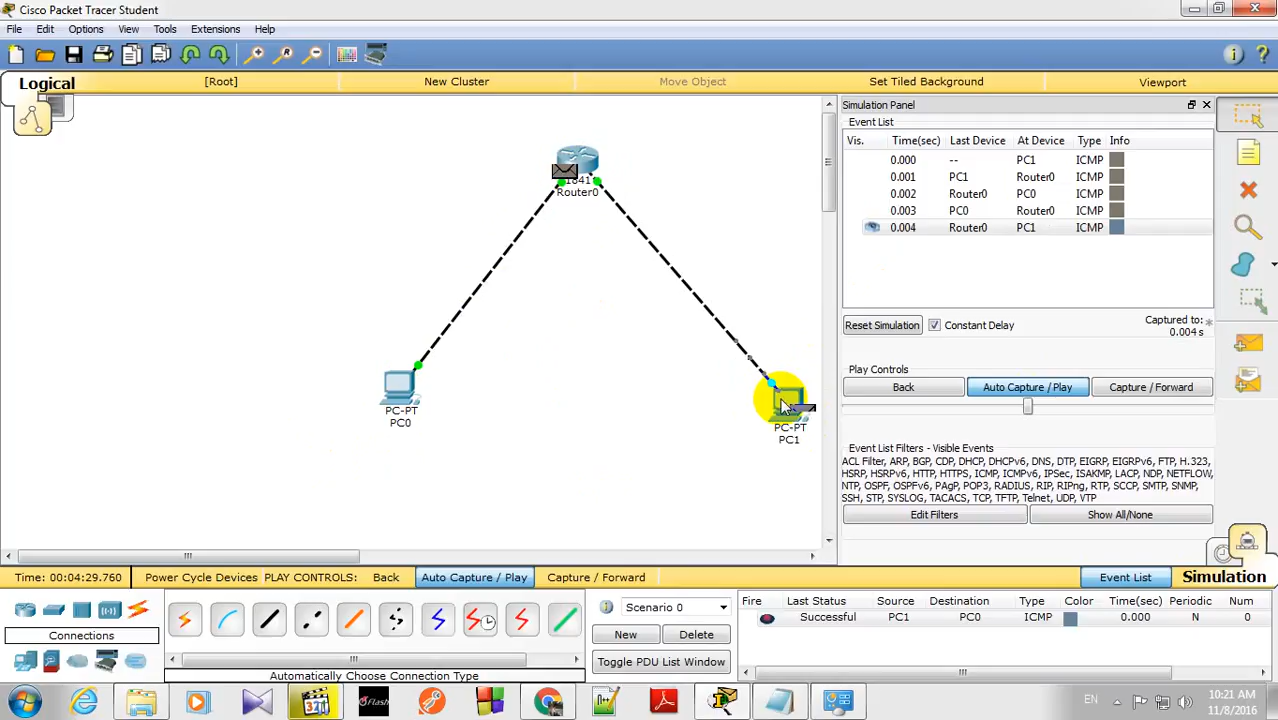 Cisco Packet Tracer Student
File Edit Options View Tools Extensions Help
Logical [Root] New Cluster Move Object Set Tiled Background Viewport
Simulation Panel
Event List
Vis. Time(sec) Last Device At Device Type Info
0.000 -- PC1 ICMP
0.001 PC1 Router0 ICMP
0.002 Router0 PC0 ICMP
0.003 PC0 Router0 ICMP
0.004 Router0 PC1 ICMP
1841
Router0
Reset Simulation Constant Delay Captured to:
0.004 s
Play Controls
Back Auto Capture / Play Capture / Forward
PC-PT
PC0
PC-PT
PC1
Event List Filters - Visible Events
ACL Filter, ARP, BGP, CDP, DHCP, DHCPv6, DNS, DTP, EIGRP, EIGRPv6, FTP, H.323,
HSRP, HSRPv6, HTTP, HTTPS, ICMP, ICMPv6, IPSec, ISAKMP, LACP, NDP, NETFLOW,
NTP, OSPF, OSPFv6, PAgP, POP3, RADIUS, RIP, RIPng, RTP, SCCP, SMTP, SNMP,
SSH, STP, SYSLOG, TACACS, TCP, TFTP, Telnet, UDP, VTP
Edit Filters Show All/None
Time: 00:04:29.760 Power Cycle Devices PLAY CONTROLS: Back Auto Capture / Play Capture / Forward Event List Simulation
Connections
Automatically Choose Connection Type
Scenario 0
New Delete
Toggle PDU List Window
Fire Last Status Source Destination Type Color Time(sec) Periodic Num
Successful PC1 PC0 ICMP 0.000 N 0
321
Flash
EN
10:21 AM
11/8/2016